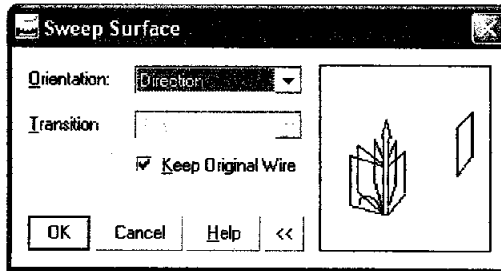 Sweep Surface
Orientation: Direction
Transition
Keep Original Wire
OK Cancel Help <<